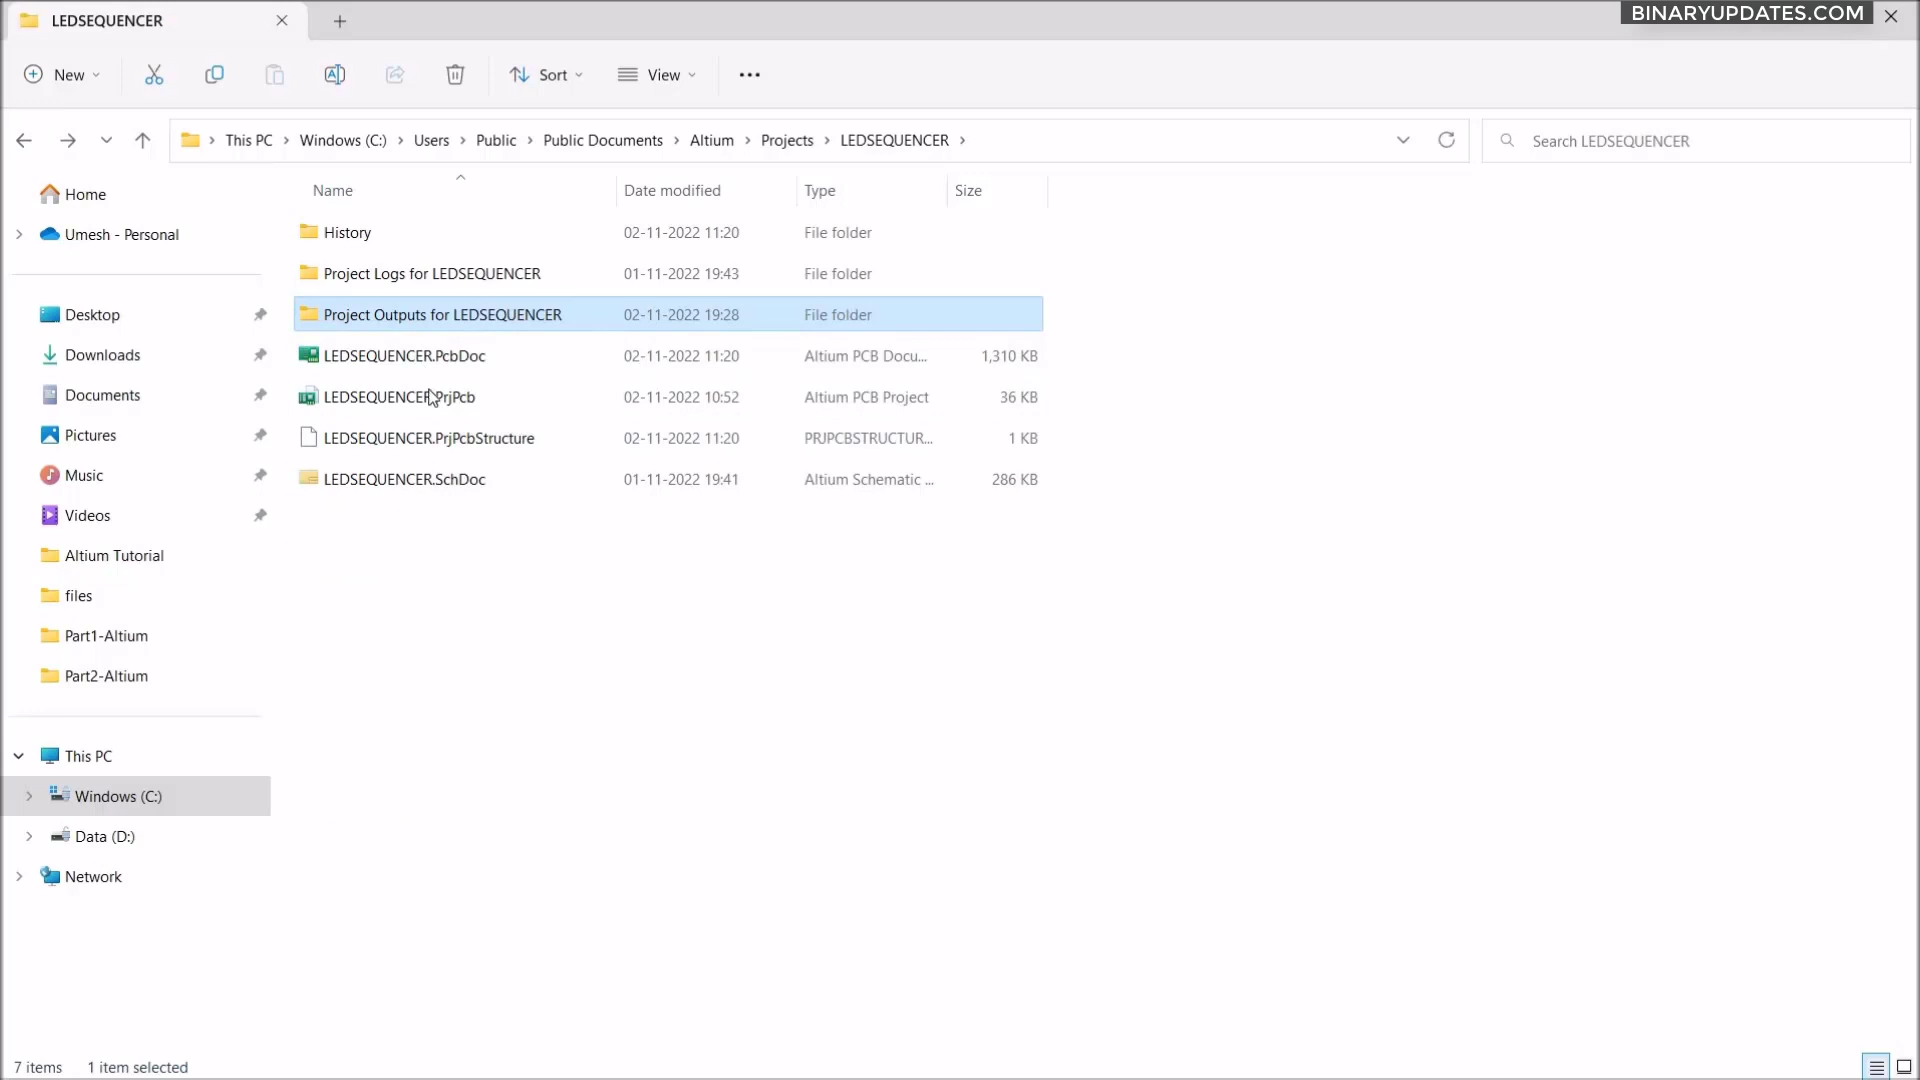 LEDSEQUENCER
BINARYUPDATES.COM
New
Sort
View
This PC > Windows (C:) > Users > Public > Public Documents > Altium > Projects > LEDSEQUENCER >
Search LEDSEQUENCER
Home
Umesh - Personal
Desktop
Downloads
Documents
Pictures
Music
Videos
Altium Tutorial
files
Part1-Altium
Part2-Altium
This PC
Windows (C:)
Data (D:)
Network
Name Date modified Type Size
History 02-11-2022 11:20 File folder
Project Logs for LEDSEQUENCER 01-11-2022 19:43 File folder
Project Outputs for LEDSEQUENCER 02-11-2022 19:28 File folder
LEDSEQUENCER.PcbDoc 02-11-2022 11:20 Altium PCB Docu... 1,310 KB
LEDSEQUENCER.PrjPcb 02-11-2022 10:52 Altium PCB Project 36 KB
LEDSEQUENCER.PrjPcbStructure 02-11-2022 11:20 PRJPCBSTRUCTUR... 1 KB
LEDSEQUENCER.SchDoc 01-11-2022 19:41 Altium Schematic ... 286 KB
7 items 1 item selected